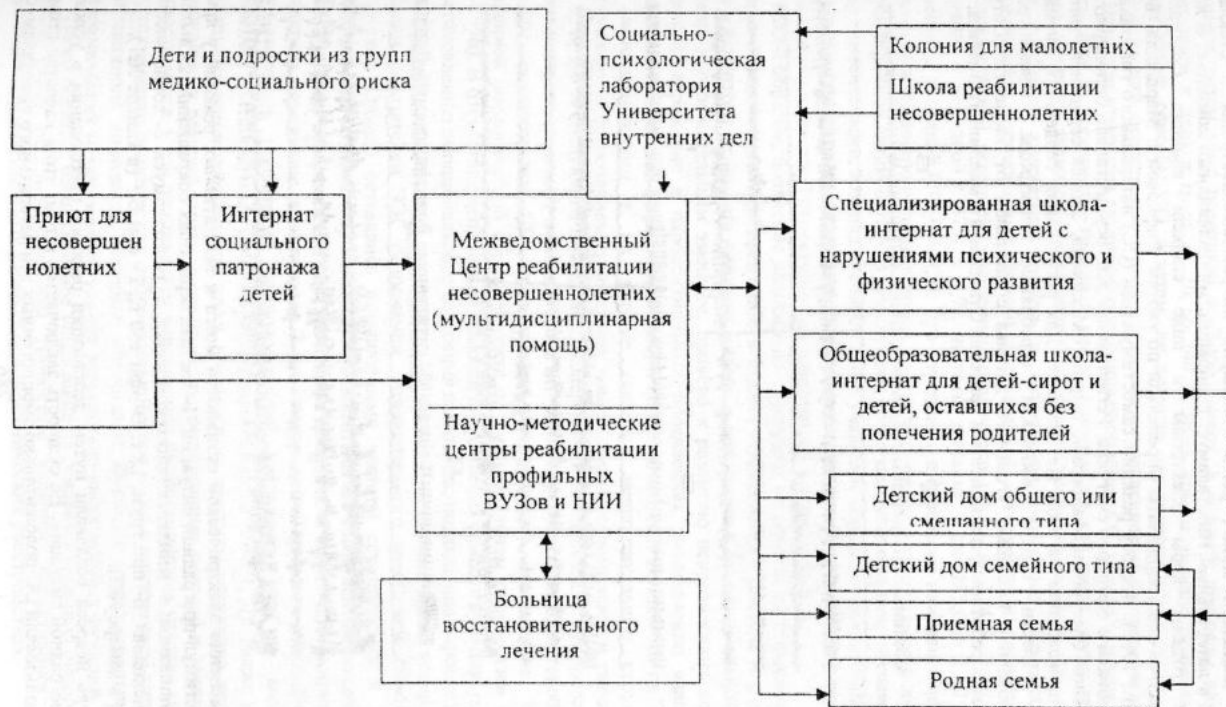 Дети и подростки из групп
медико-социального риска
Социально-
психологическая
лаборатория
Университета
внутренних дел
Колония для малолетних
Школа реабилитации
несовершеннолетних
Приют для
несовершен
нолетних
Интернат
социального
патронажа
детей
Межведомственный
Центр реабилитации
несовершеннолетних
(мультидисциплинарная
помощь)
Научно-методические
центры реабилитации
профильных
ВУЗов и НИИ
Больница
восстановительного
лечения
Специализированная школа-
интернат для детей с
нарушениями психического и
физического развития
Общеобразовательная школа-
интернат для детей-сирот и
детей, оставшихся без
попечения родителей
Детский дом общего или
смешанного типа
Детский дом семейного типа
Приемная семья
Родная семья